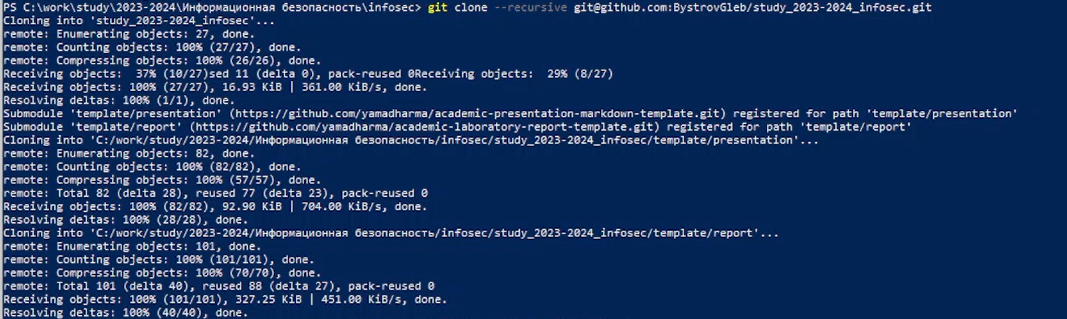 PS C:\work\study\2023-2024\Информационная безопасность\infosec> git clone --recursive git@github.com:BystrovGleb/study_2023-2024_infosec.git
Cloning into 'study_2023-2024_infosec'...
remote: Enumerating objects: 27, done.
remote: Counting objects: 100% (27/27), done.
remote: Compressing objects: 100% (26/26), done.
Receiving objects:  37% (10/27)sed 11 (delta 0), pack-reused 0Receiving objects:  29% (8/27)
Receiving objects: 100% (27/27), 16.93 KiB | 361.00 KiB/s, done.
Resolving deltas: 100% (1/1), done.
Submodule 'template/presentation' (https://github.com/yamadharma/academic-presentation-markdown-template.git) registered for path 'template/presentation'
Submodule 'template/report' (https://github.com/yamadharma/academic-laboratory-report-template.git) registered for path 'template/report'
Cloning into 'C:/work/study/2023-2024/Информационная безопасность/infosec/study_2023-2024_infosec/template/presentation'...
remote: Enumerating objects: 82, done.
remote: Counting objects: 100% (82/82), done.
remote: Compressing objects: 100% (57/57), done.
remote: Total 82 (delta 28), reused 77 (delta 23), pack-reused 0
Receiving objects: 100% (82/82), 92.90 KiB | 704.00 KiB/s, done.
Resolving deltas: 100% (28/28), done.
Cloning into 'C:/work/study/2023-2024/Информационная безопасность/infosec/study_2023-2024_infosec/template/report'...
remote: Enumerating objects: 101, done.
remote: Counting objects: 100% (101/101), done.
remote: Compressing objects: 100% (70/70), done.
remote: Total 101 (delta 40), reused 88 (delta 27), pack-reused 0
Receiving objects: 100% (101/101), 327.25 KiB | 451.00 KiB/s, done.
Resolving deltas: 100% (40/40), done.